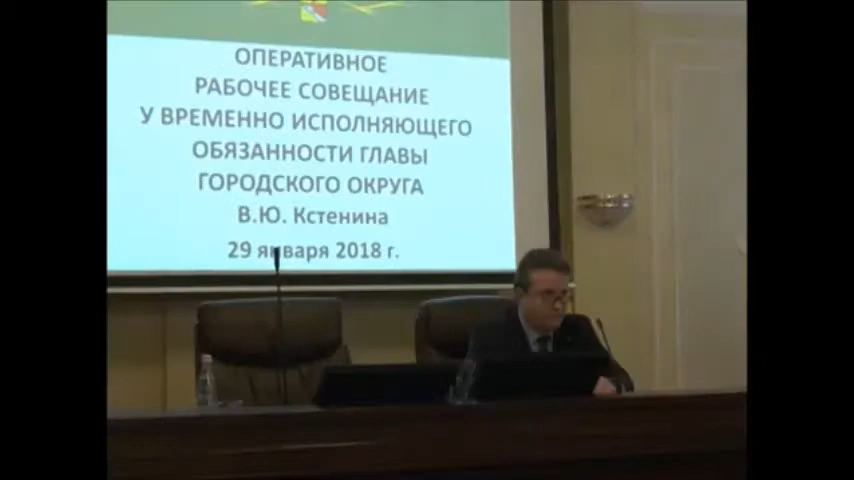 ОПЕРАТИВНОЕ
РАБОЧЕЕ СОВЕЩАНИЕ
У ВРЕМЕННО ИСПОЛНЯЮЩЕГО
ОБЯЗАННОСТИ ГЛАВЫ
ГОРОДСКОГО ОКРУГА
В.Ю. Кстенина
29 января 2018 г.